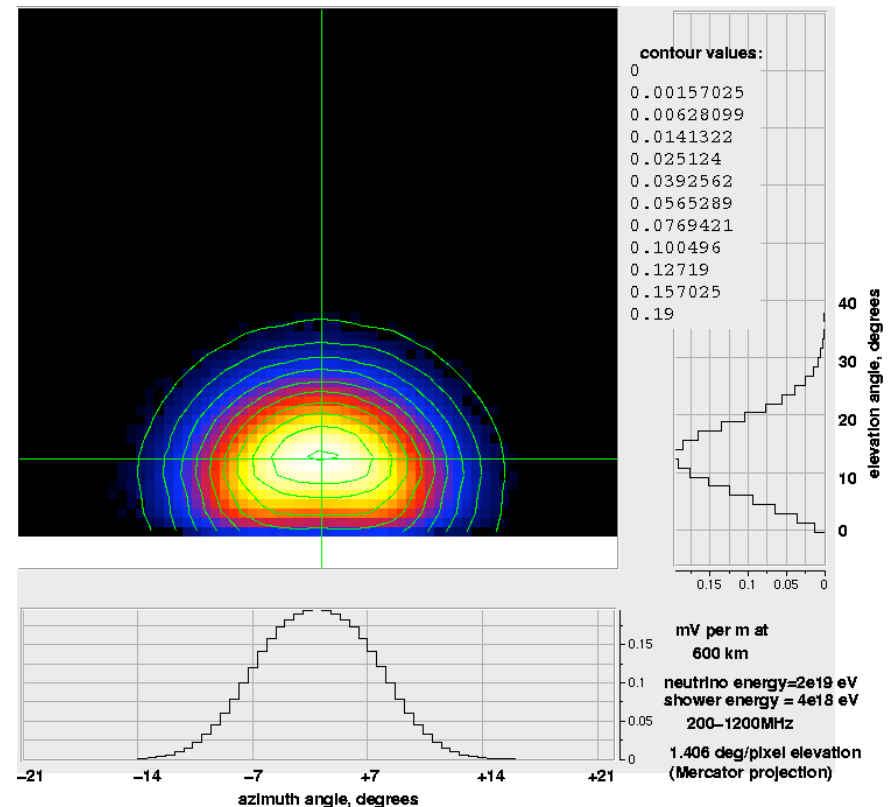 contour values:
0
0.00157025
0.00628099
0.0141322
0.025124
0.0392562
0.0565289
0.0769421
0.100496
0.12719
0.157025
0.19
40
30
20
10
0
elevation angle, degrees
0.15 0.1 0.05 0
0.15
0.1
0.05
0
−21 −14 −7 +7 +14 +21
azimuth angle, degrees
mV per m at
600 km
neutrino energy=2e19 eV
shower energy = 4e18 eV
200−1200MHz
1.406 deg/pixel elevation
(Mercator projection)